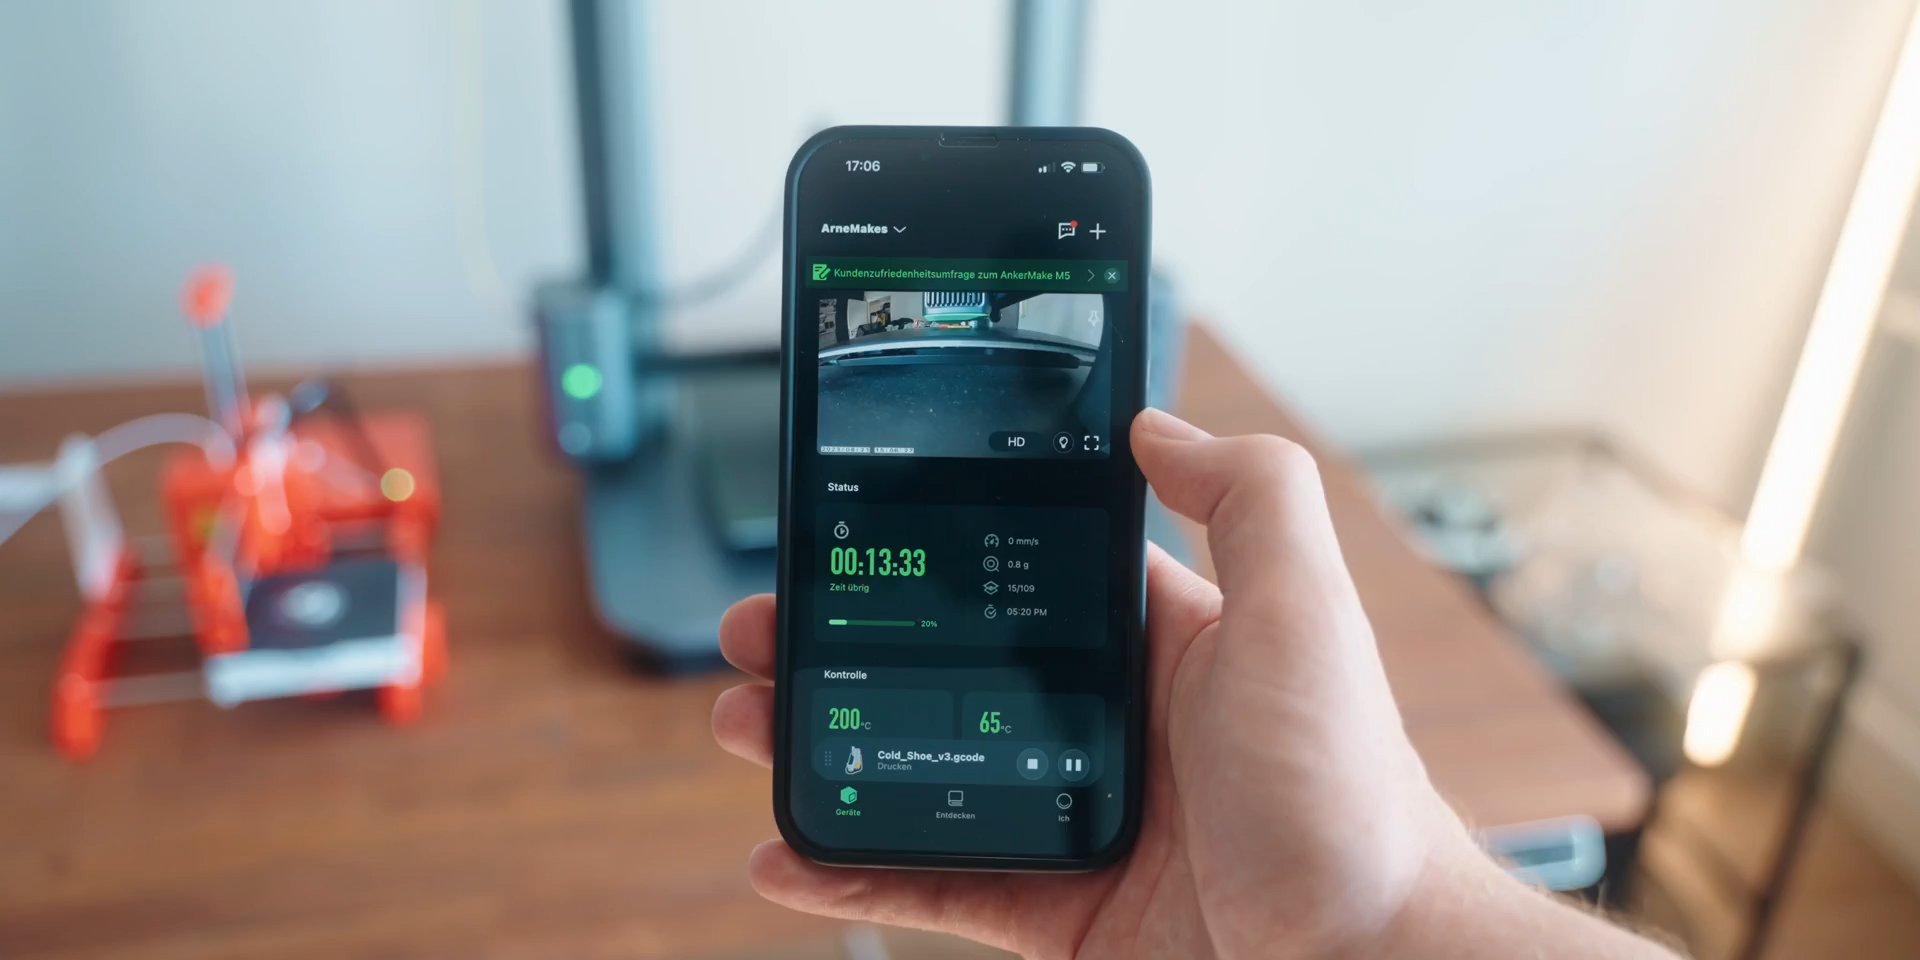 17:06
ArneMakes
Kundenzufriedenheitsumfrage zum AnkerMake M5
HD
Status
00:13:33
Zeit übrig
20%
0 mm/s
0.8 g
15/109
05:20 PM
Kontrolle
200°C
65°C
Cold_Shoe_v3.gcode
Drucken
Geräte
Entdecken
Ich